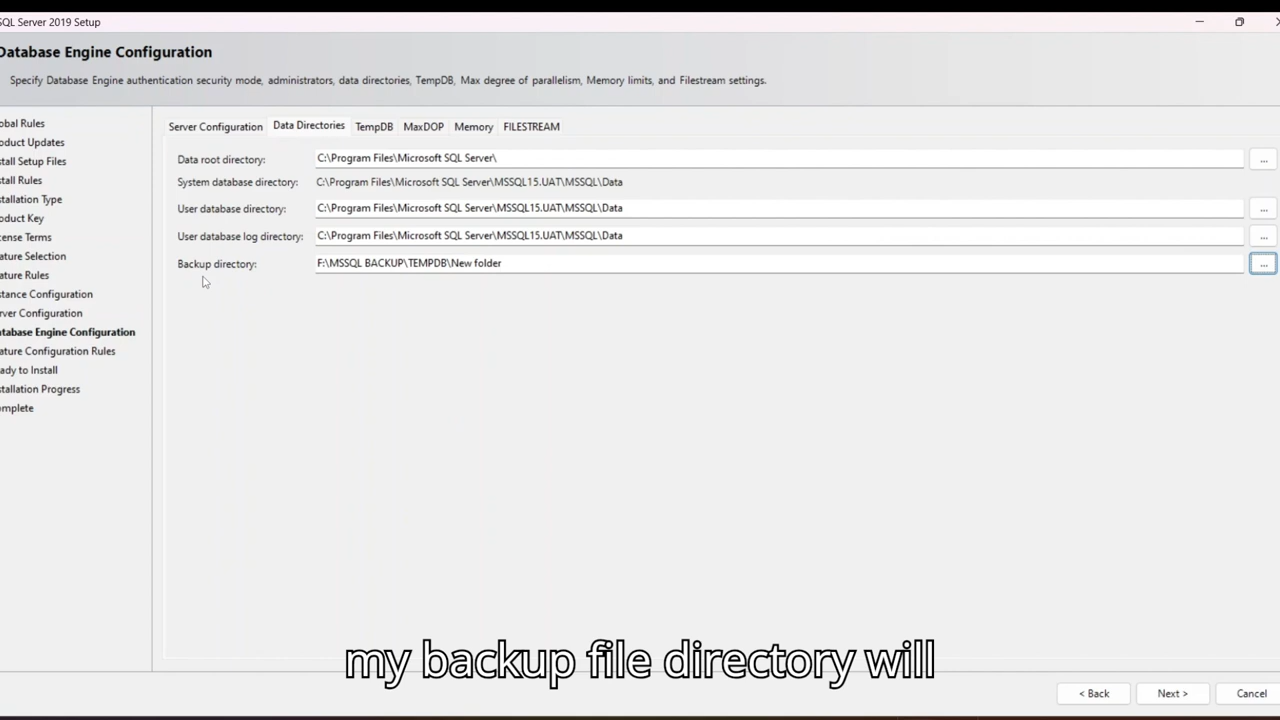 SQL Server 2019 Setup
Database Engine Configuration
Specify Database Engine authentication security mode, administrators, data directories, TempDB, Max degree of parallelism, Memory limits, and Filestream settings.
obal Rules
oduct Updates
stall Setup Files
stall Rules
stallation Type
oduct Key
cense Terms
ature Selection
ature Rules
stance Configuration
rver Configuration
atabase Engine Configuration
ature Configuration Rules
ady to Install
stallation Progress
omplete
Server Configuration Data Directories TempDB MaxDOP Memory FILESTREAM
Data root directory: C:\Program Files\Microsoft SQL Server\ ...
System database directory: C:\Program Files\Microsoft SQL Server\MSSQL15.UAT\MSSQL\Data
User database directory: C:\Program Files\Microsoft SQL Server\MSSQL15.UAT\MSSQL\Data ...
User database log directory: C:\Program Files\Microsoft SQL Server\MSSQL15.UAT\MSSQL\Data ...
Backup directory: F:\MSSQL BACKUP\TEMPDB\New folder ...
my backup file directory will
< Back Next > Cancel